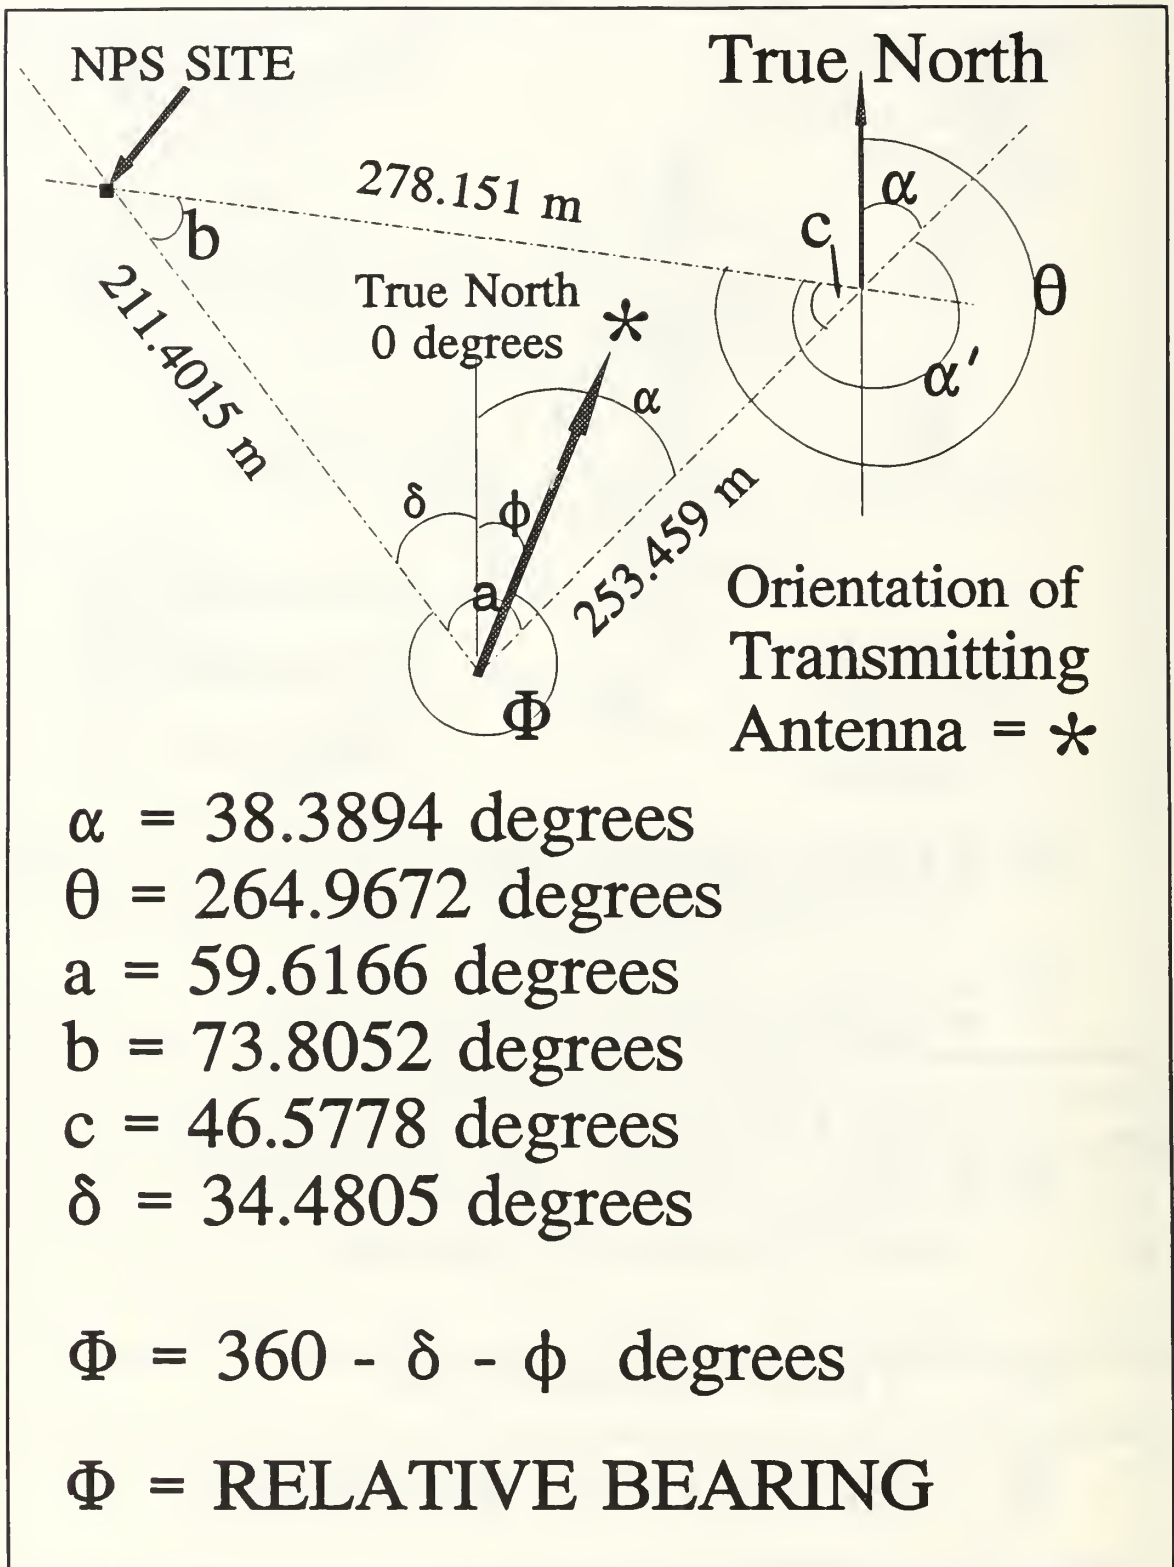 NPS SITE
True North
278.151 m
α
c
b
True North
0 degrees
*
θ
α'
211.4015 m
α
δ
ϕ
253.459 m
a
Φ
Orientation of
Transmitting
Antenna = *
α = 38.3894 degrees
θ = 264.9672 degrees
a = 59.6166 degrees
b = 73.8052 degrees
c = 46.5778 degrees
δ = 34.4805 degrees
Φ = 360 - δ - ϕ degrees
Φ = RELATIVE BEARING